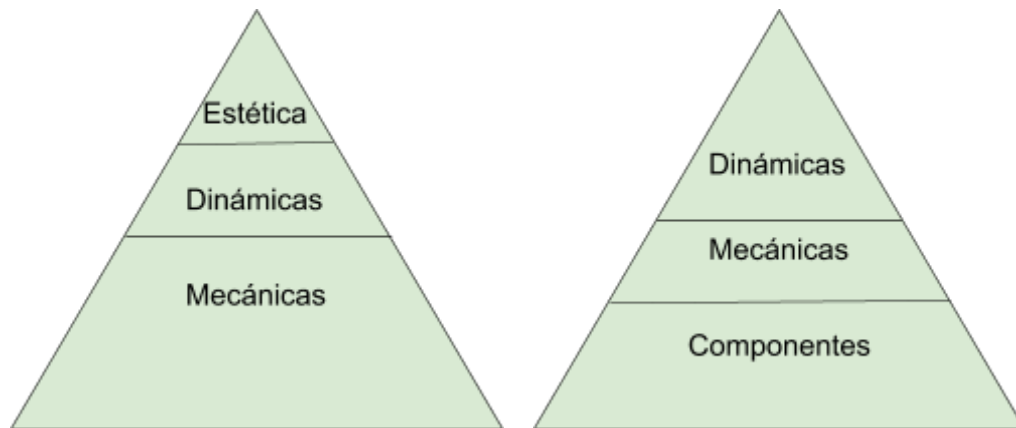 Estética
Dinámicas
Mecánicas
Dinámicas
Mecánicas
Componentes